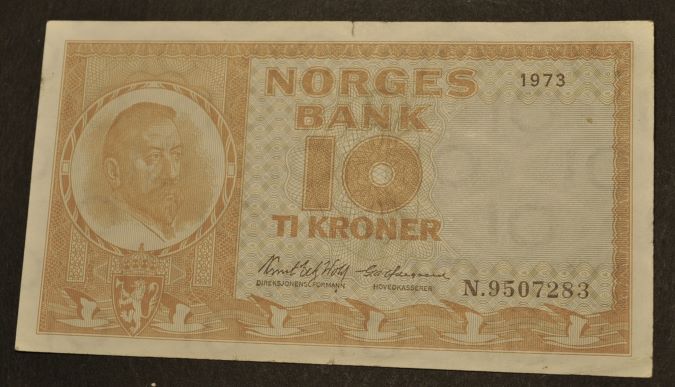 NORGES
1973
BANK
10
TI KRONER
DIREKSJONENS FORMANN
HOVEDKASSERER
N.9507283